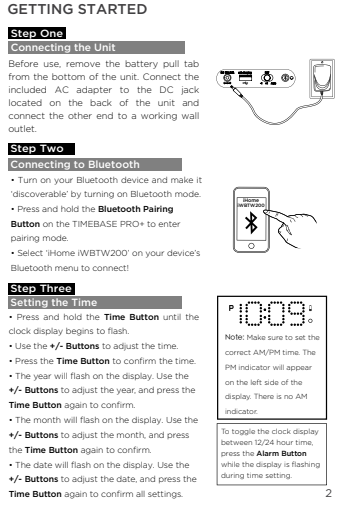 GETTING STARTED
Step One
Connecting the Unit
Before use, remove the battery pull tab
from the bottom of the unit. Connect the
included AC adapter to the DC jack
located on the back of the unit and
connect the other end to a working wall
outlet.
Step Two
Connecting to Bluetooth
• Turn on your Bluetooth device and make it
'discoverable' by turning on Bluetooth mode.
• Press and hold the Bluetooth Pairing
Button on the TIMEBASE PRO+ to enter
pairing mode.
• Select 'iHome iWBTW200' on your device's
Bluetooth menu to connect!
iHome
iWBTW200
Step Three
Setting the Time
• Press and hold the Time Button until the
clock display begins to flash.
• Use the +/- Buttons to adjust the time.
• Press the Time Button to confirm the time.
• The year will flash on the display. Use the
+/- Buttons to adjust the year, and press the
Time Button again to confirm.
• The month will flash on the display. Use the
+/- Buttons to adjust the month, and press
the Time Button again to confirm.
• The date will flash on the display. Use the
+/- Buttons to adjust the date, and press the
Time Button again to confirm all settings.
P 10:09
Note: Make sure to set the
correct AM/PM time. The
PM indicator will appear
on the left side of the
display. There is no AM
indicator.
To toggle the clock display
between 12/24 hour time,
press the Alarm Button
while the display is flashing
during time setting.
2